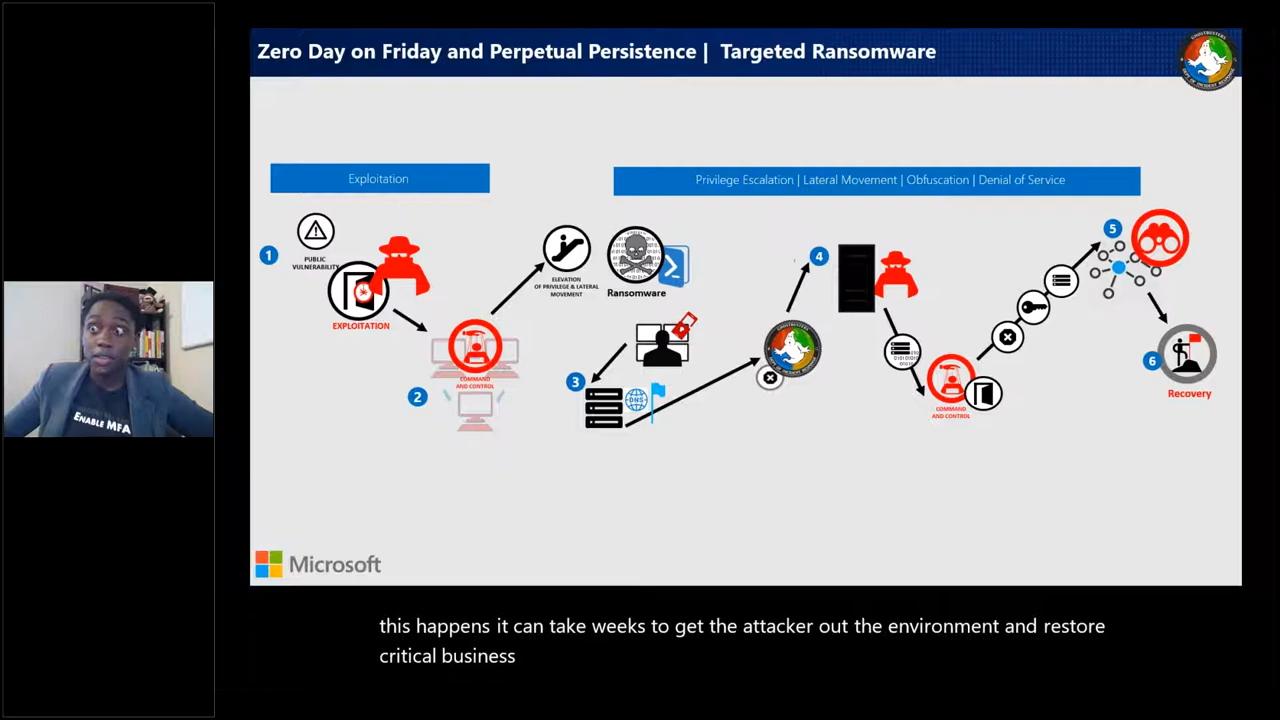 Zero Day on Friday and Perpetual Persistence | Targeted Ransomware
Exploitation
Privilege Escalation | Lateral Movement | Obfuscation | Denial of Service
1
PUBLIC
VULNERABILITY
EXPLOITATION
COMMAND
AND CONTROL
2
ELEVATION
OF PRIVILEGE & LATERAL
MOVEMENT
Ransomware
3
DNS
4
COMMAND
AND CONTROL
5
6
Recovery
ENABLE MFA
Microsoft
this happens it can take weeks to get the attacker out the environment and restore
critical business